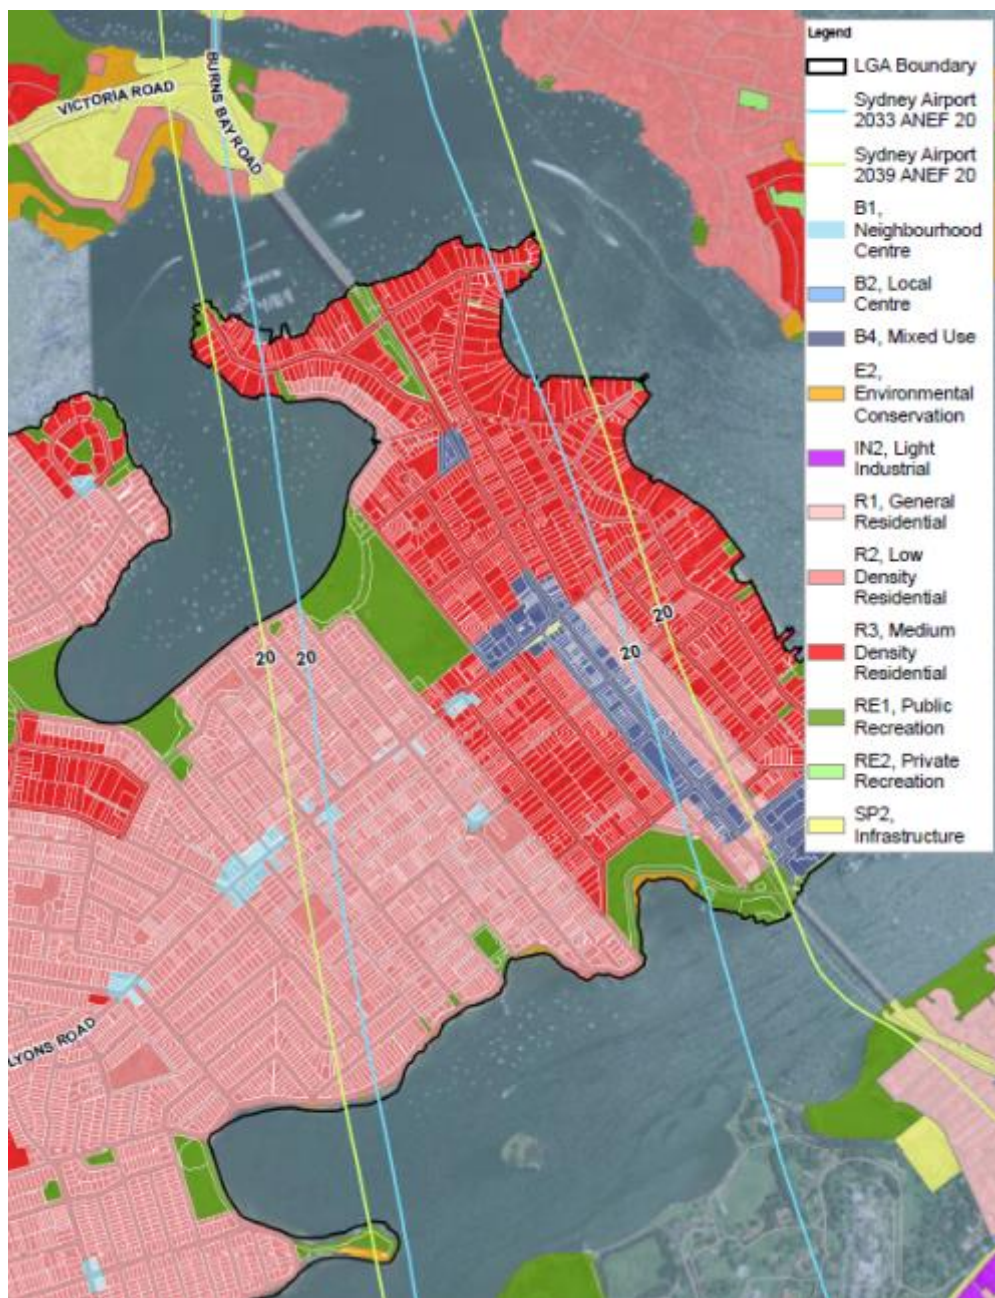 Legend
LGA Boundary
Sydney Airport
2033 ANEF 20
Sydney Airport
2039 ANEF 20
B1,
Neighbourhood
Centre
B2, Local
Centre
B4, Mixed Use
E2,
Environmental
Conservation
IN2, Light
Industrial
R1, General
Residential
R2, Low
Density
Residential
R3, Medium
Density
Residential
RE1, Public
Recreation
RE2, Private
Recreation
SP2,
Infrastructure
VICTORIA ROAD
BURNS BAY ROAD
20
20
20
20
LYONS ROAD